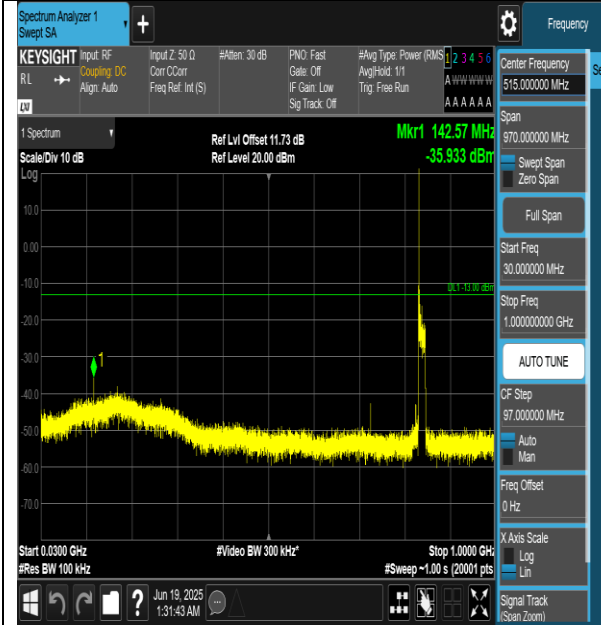 Spectrum Analyzer 1
Swept SA
+
Frequency
KEYSIGHT
RL
LXI
Input: RF
Coupling: DC
Align: Auto
Input Z: 50 Ω
Corr CCorr
Freq Ref: Int (S)
#Atten: 30 dB
PNO: Fast
Gate: Off
IF Gain: Low
Sig Track: Off
#Avg Type: Power (RMS
Avg|Hold: 1/1
Trig: Free Run
1 2 3 4 5 6
A W W W W W
A A A A A A
1 Spectrum
Scale/Div 10 dB
Log
Ref Lvl Offset 11.73 dB
Ref Level 20.00 dBm
Mkr1 142.57 MHz
-35.933 dBm
10.0
0.00
-10.0
DL1 -13.00 dBm
-30.0
1
-40.0
-50.0
-60.0
-70.0
Start 0.0300 GHz
#Res BW 100 kHz
#Video BW 300 kHz*
Stop 1.0000 GHz
#Sweep ~1.00 s (20001 pts
Jun 19, 2025
1:31:43 AM
?
Center Frequency
515.000000 MHz
Span
970.000000 MHz
Swept Span
Zero Span
Full Span
Start Freq
30.000000 MHz
Stop Freq
1.000000000 GHz
AUTO TUNE
CF Step
97.000000 MHz
Auto
Man
Freq Offset
0 Hz
X Axis Scale
Log
Lin
Signal Track
(Span Zoom)
Se